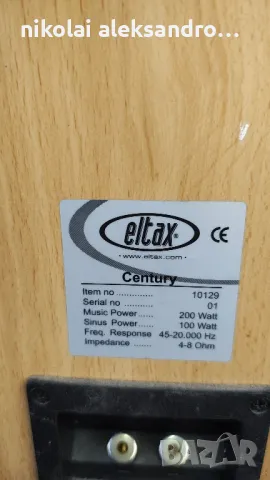 nikolai aleksandro...
eltax®
CE
• www.eltax.com •
Century
Item no .............. 10129
Serial no ............ 01
Music Power ...... 200 Watt
Sinus Power ...... 100 Watt
Freq. Response 45-20.000 Hz
Impedance ....... 4-8 Ohm
BAZAR